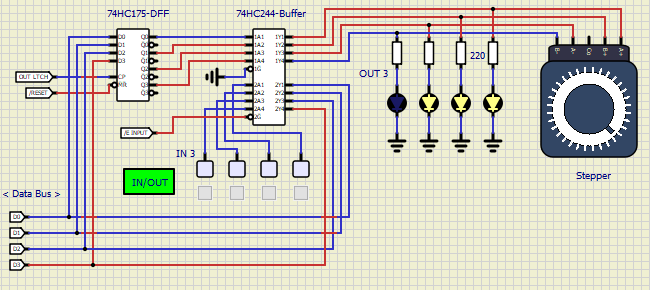 74HC175-DFF
74HC244-Buffer
D0 Q0
D1 Q0
D2 Q1
D3 Q1
Q2
CP Q2
MR Q3
Q3
1A1 1Y1
1A2 1Y2
1A3 1Y3
1A4 1Y4
1G
2A1 2Y1
2A2 2Y2
2A3 2Y3
2A4 2Y4
2G
OUT LTCH
/RESET
/E INPUT
IN 3
IN/OUT
OUT 3
220
B- A- Co B+ A+
Stepper
< Data Bus >
D0
D1
D2
D3